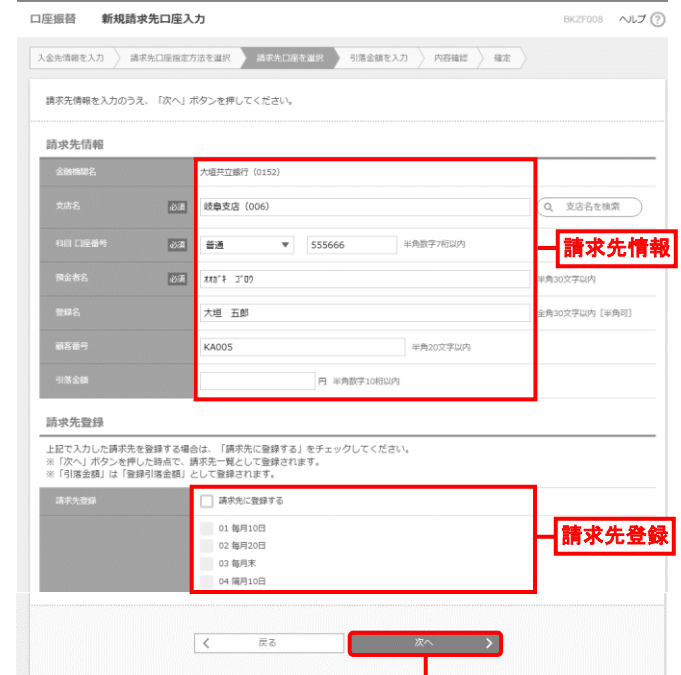 口座振替 新規請求先口座入力 BKZF008 ヘルプ ?
入金先情報を入力 請求先口座指定方法を選択 請求先口座を選択 引落金額を入力 内容確認 確定
請求先情報を入力のうえ、「次へ」ボタンを押してください。
請求先情報
金融機関名 大垣共立銀行（0152）
支店名 必須 岐阜支店（006） 支店名を検索
科目 口座番号 必須 普通 ▼ 555666 半角数字7桁以内
請求先情報
預金者名 必須 ｵｵｶﾞｷ ｺﾞﾛｳ 半角30文字以内
登録名 大垣 五郎 全角30文字以内［半角可］
顧客番号 KA005 半角20文字以内
引落金額 円 半角数字10桁以内
請求先登録
上記で入力した請求先を登録する場合は、「請求先に登録する」をチェックしてください。
※「次へ」ボタンを押した時点で、請求先一覧として登録されます。
※「引落金額」は「登録引落金額」として登録されます。
請求先登録 請求先に登録する
01 毎月10日
請求先登録
02 毎月20日
03 毎月末
04 隔月10日
戻る 次へ